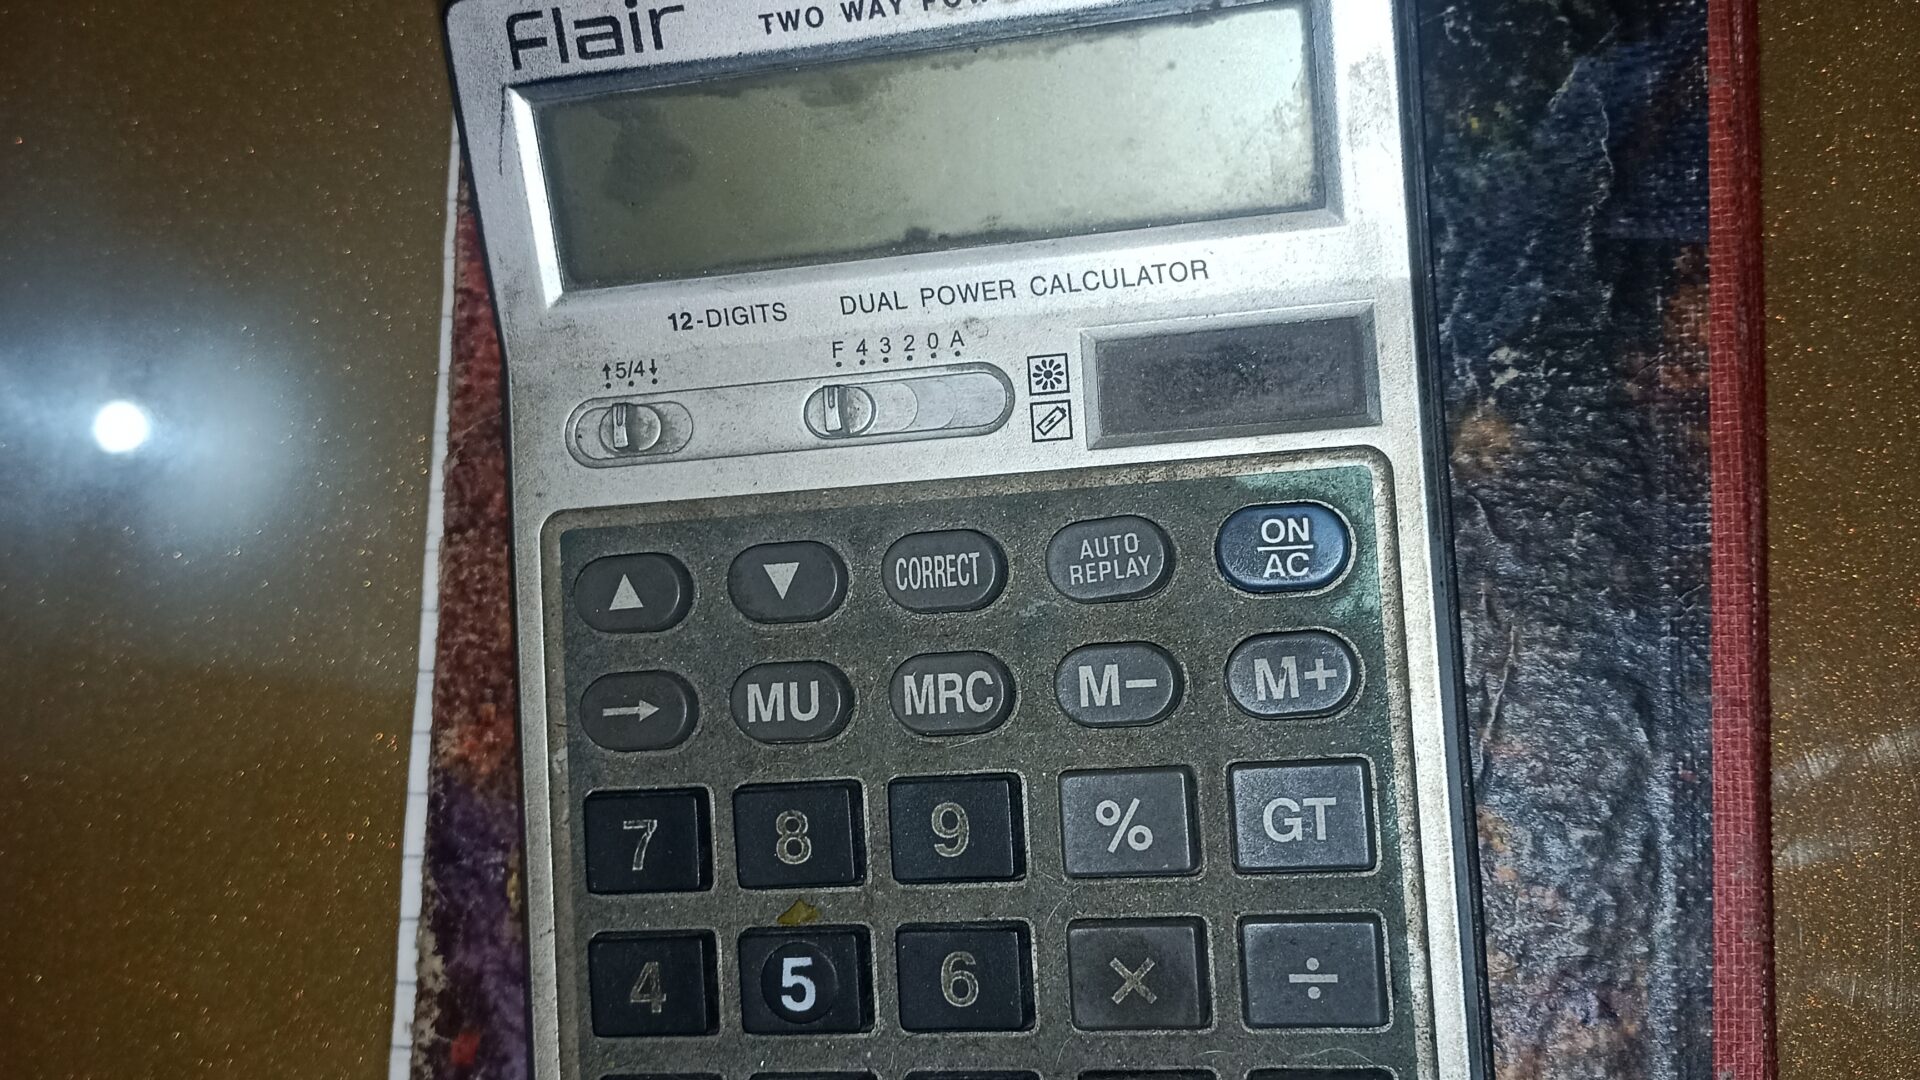 Flair TWO WAY
12-DIGITS DUAL POWER CALCULATOR
↑5/4↓ F 4 3 2 0 A
▲ ▼ CORRECT AUTO REPLAY ON/AC
→ MU MRC M− M+
7 8 9 % GT
4 5 6 × ÷